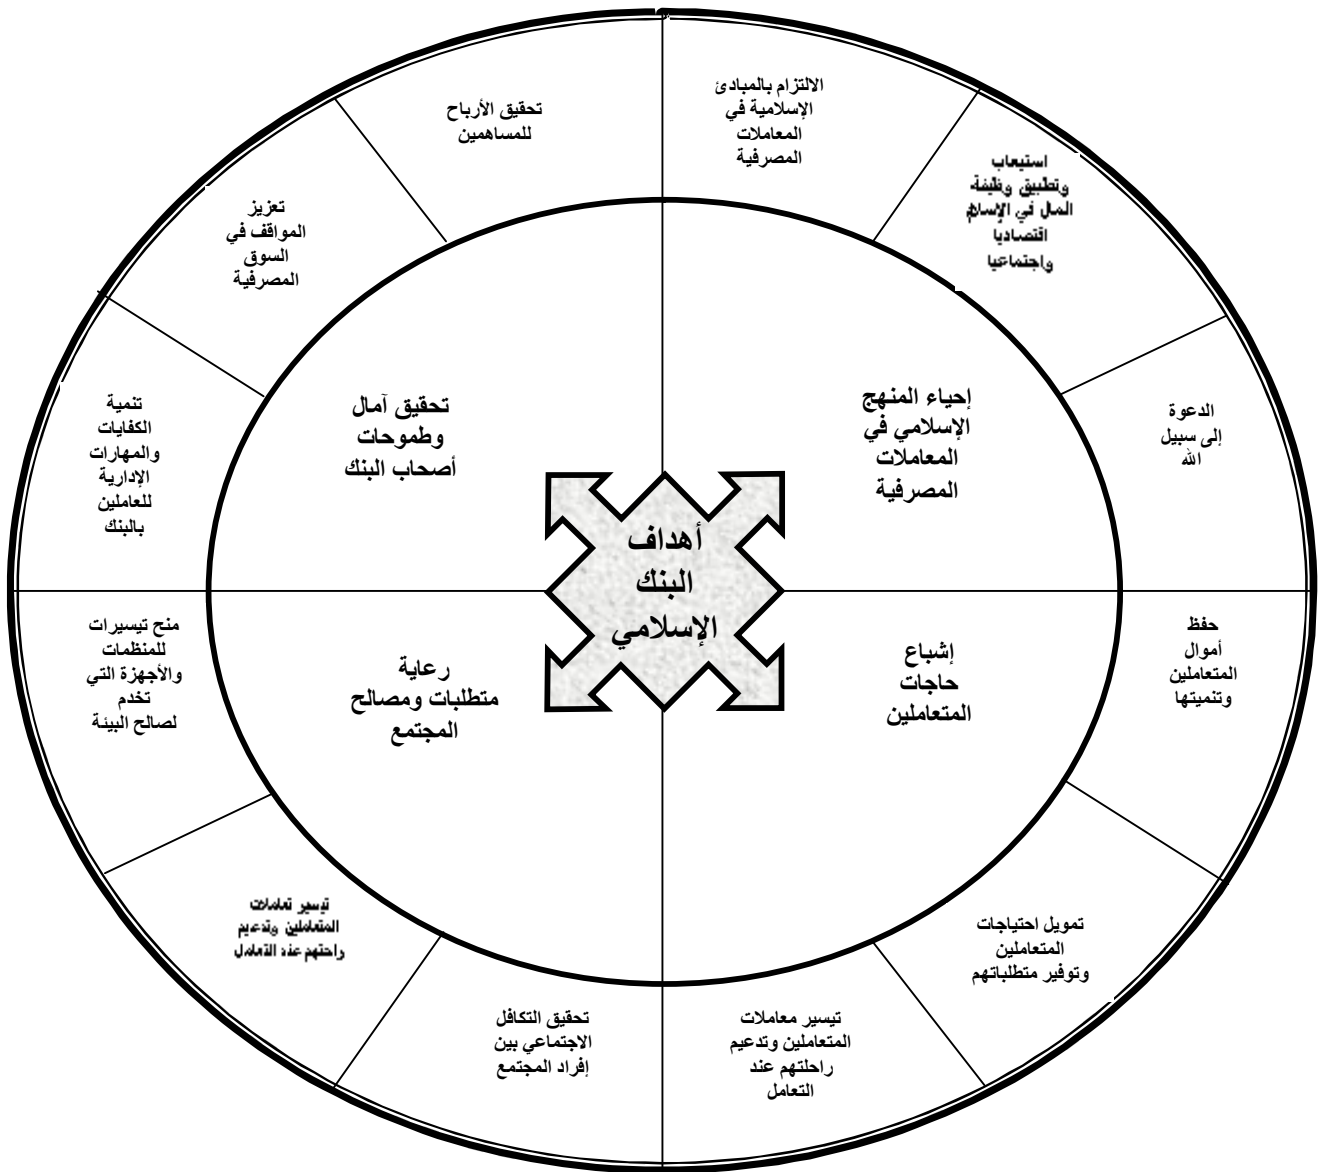 أهداف
البنك
الإسلامي
إحياء المنهج
الإسلامي في
المعاملات
المصرفية
إشباع
حاجات
المتعاملين
رعاية
متطلبات ومصالح
المجتمع
تحقيق آمال
وطموحات
أصحاب البنك
الالتزام بالمبادئ
الإسلامية في
المعاملات
المصرفية
استيعاب
وتطبيق وظيفة
المال في الإسلام
اقتصاديا
واجتماعيا
الدعوة
إلى سبيل
الله
حفظ
أموال
المتعاملين
وتنميتها
تمويل احتياجات
المتعاملين
وتوفير متطلباتهم
تيسير معاملات
المتعاملين وتدعيم
راحلتهم عند
التعامل
تحقيق التكافل
الاجتماعي بين
إفراد المجتمع
تيسير تعاملات
المتعاملين وتدعيم
راحتهم عند التعامل
منح تيسيرات
للمنظمات
والأجهزة التي
تخدم
لصالح البيئة
تنمية
الكفايات
والمهارات
الإدارية
للعاملين
بالبنك
تعزيز
المواقف في
السوق
المصرفية
تحقيق الأرباح
للمساهمين